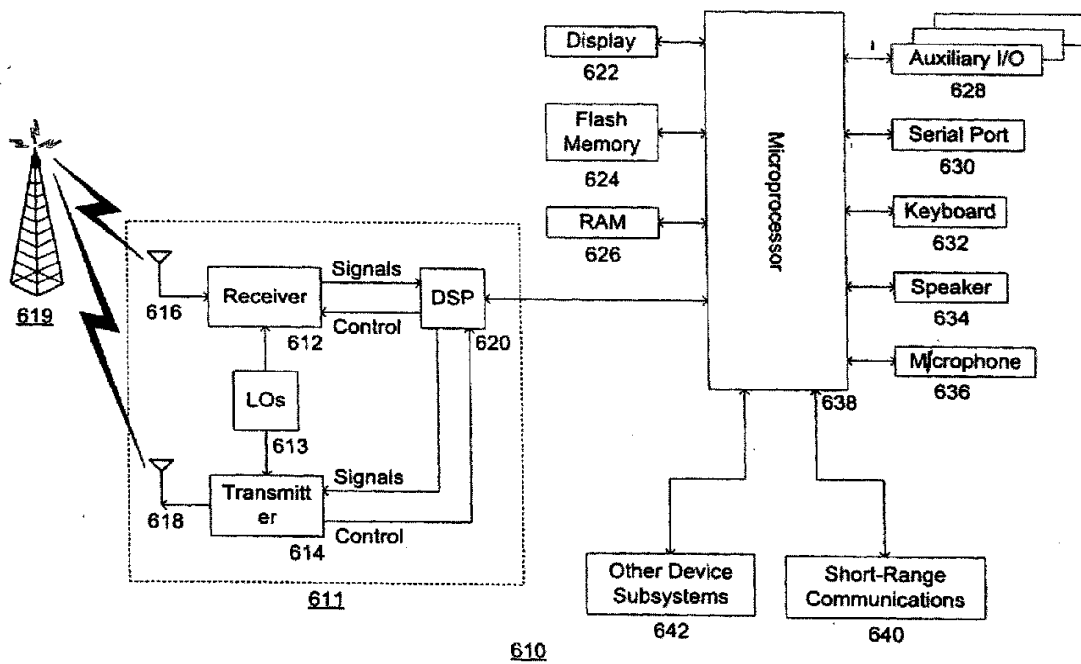 Display
622
Flash
Memory
624
RAM
626
Microprocessor
638
Auxiliary I/O
628
Serial Port
630
Keyboard
632
Speaker
634
Microphone
636
619
616
Receiver
612
Signals
Control
DSP
620
LOs
613
618
Transmitt
er
614
Signals
Control
611
Other Device
Subsystems
642
Short-Range
Communications
640
610